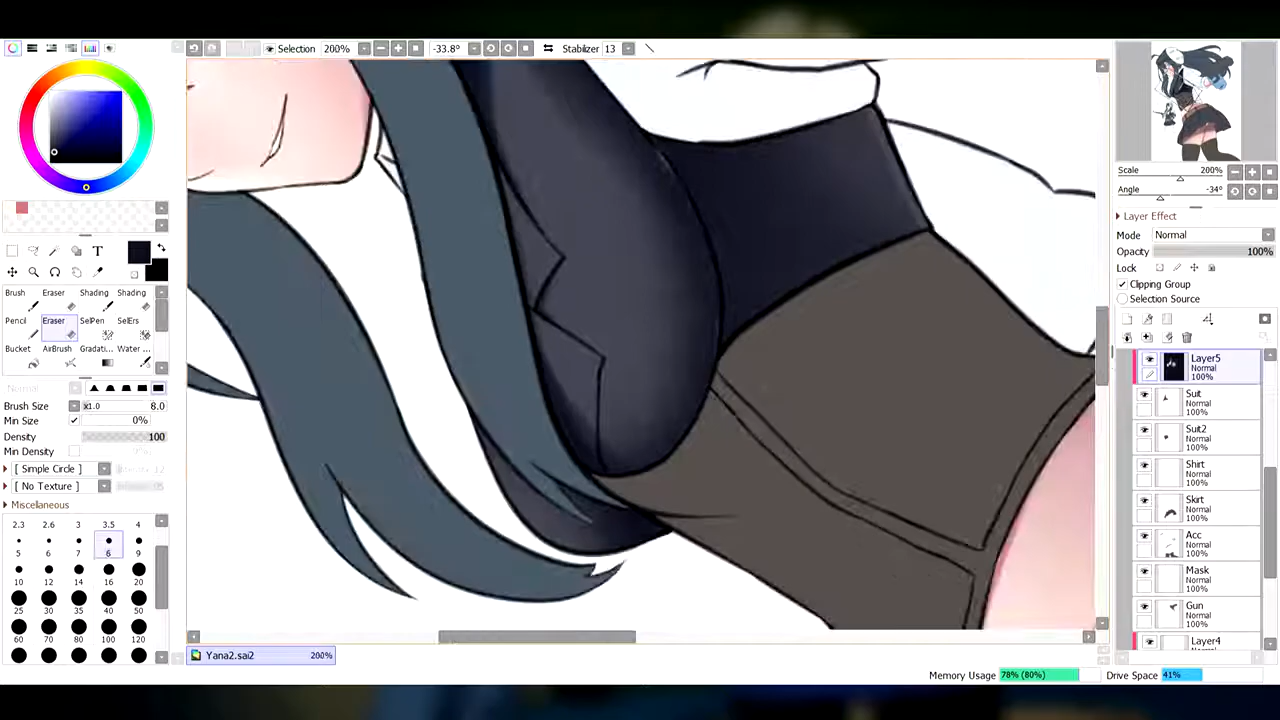 Selection 200% -33.8° Stabilizer 13
Scale 200%
Angle -34°
Layer Effect
Mode Normal
Opacity 100%
Lock
Clipping Group
Selection Source
T
Brush Eraser Shading Shading
Pencil Eraser SelPen SelErs
Bucket AirBrush Gradati... Water ...
Normal
Brush Size x1.0 8.0
Min Size 0%
Density 100
Min Density
[ Simple Circle ]
[ No Texture ]
Miscellaneous
2.3 2.6 3 3.5 4
5 6 7 8 9
10 12 14 16 20
25 30 35 40 50
60 70 80 100 120
Layer5
Normal
100%
Suit
Normal
100%
Suit2
Normal
100%
Shirt
Normal
100%
Skirt
Normal
100%
Acc
Normal
100%
Mask
Normal
100%
Gun
Normal
100%
Layer4
Normal
Yana2.sai2 200%
Memory Usage 78% (80%) Drive Space 41%